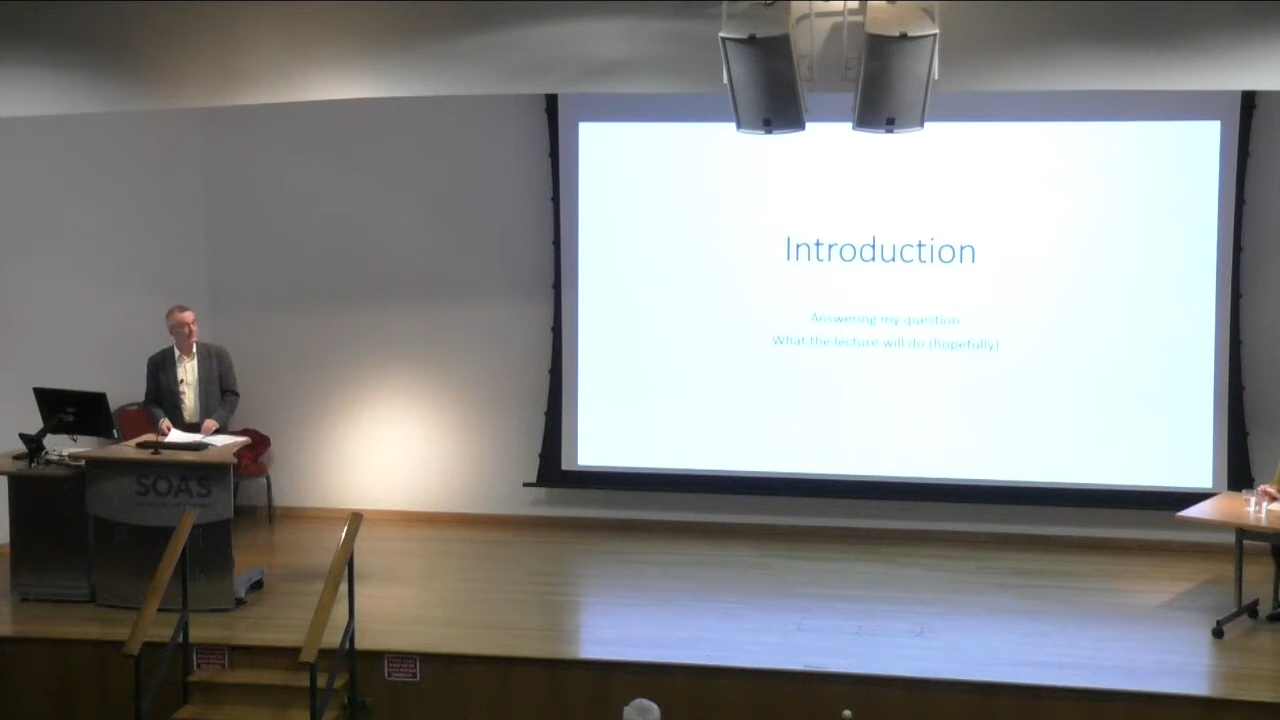 Introduction
Answering my question
What the lecture will do (hopefully)
SOAS